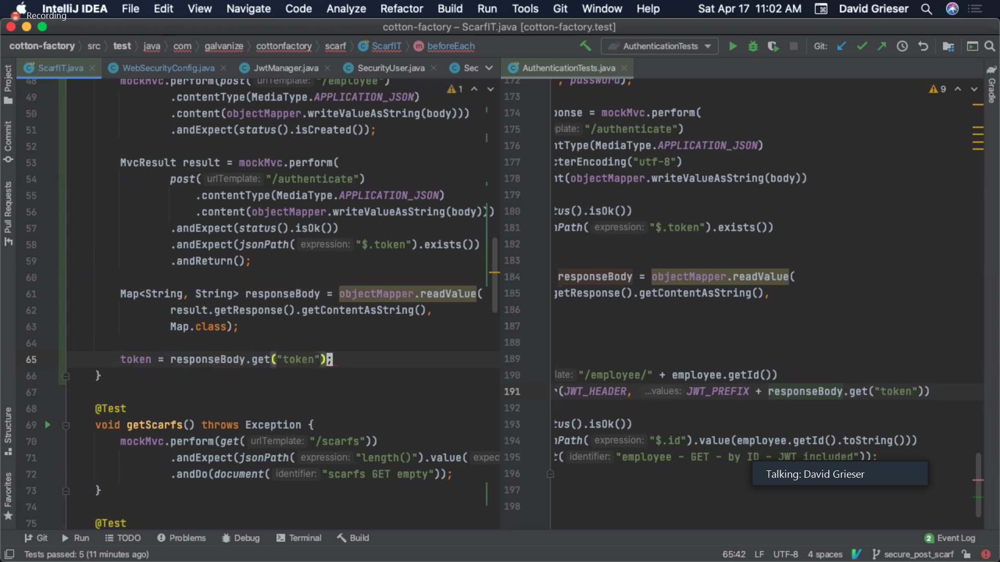 IntelliJ IDEA File Edit View Navigate Code Analyze Refactor Build Run Tools Git Window Help Sat Apr 17 11:02 AM David Grieser
Recording
cotton-factory – ScarfIT.java [cotton-factory.test]
cotton-factory src test java com galvanize cottonfactory scarf ScarfIT m beforeEach AuthenticationTests Git:
ScarfIT.java WebSecurityConfig.java JwtManager.java SecurityUser.java Sec
AuthenticationTests.java
Project
Commit
Pull Requests
Structure
Favorites
48 mockMvc.perform(post( urlTemplate: "/employee")
1
49 .contentType(MediaType.APPLICATION_JSON)
50 .content(objectMapper.writeValueAsString(body)))
51 .andExpect(status().isCreated());
52
53 MvcResult result = mockMvc.perform(
54 post( urlTemplate: "/authenticate")
55 .contentType(MediaType.APPLICATION_JSON)
56 .content(objectMapper.writeValueAsString(body)))
57 .andExpect(status().isOk())
58 .andExpect(jsonPath( expression: "$.token").exists())
59 .andReturn();
60
61 Map<String, String> responseBody = objectMapper.readValue(
62 result.getResponse().getContentAsString(),
63 Map.class);
64
65 token = responseBody.get("token");
66 }
67
68 @Test
69 void getScarfs() throws Exception {
70 mockMvc.perform(get( urlTemplate: "/scarfs"))
71 .andExpect(jsonPath( expression: "length()").value( expect
72 .andDo(document( identifier: "scarfs GET empty"));
73 }
74
75 @Test
172 , password);
9
173
174 ponse = mockMvc.perform(
175 plate: "/authenticate")
176 ntType(MediaType.APPLICATION_JSON)
177 cterEncoding("utf-8")
178 nt(objectMapper.writeValueAsString(body))
179
180 tus().isOk())
181 nPath( expression: "$.token").exists())
182
183
184 responseBody = objectMapper.readValue(
185 getResponse().getContentAsString(),
186
187
188
189
190 late: "/employee/" + employee.getId())
191 r(JWT_HEADER, ...values: JWT_PREFIX + responseBody.get("token"))
192
193 tus().isOk())
194 nPath( expression: "$.id").value(employee.getId().toString()))
195 t( identifier: "employee - GET - by ID - JWT included"));
196
197
198
Talking: David Grieser
Gradle
Git Run TODO Problems Debug Terminal Build 2 Event Log
Tests passed: 5 (11 minutes ago) 65:42 LF UTF-8 4 spaces secure_post_scarf